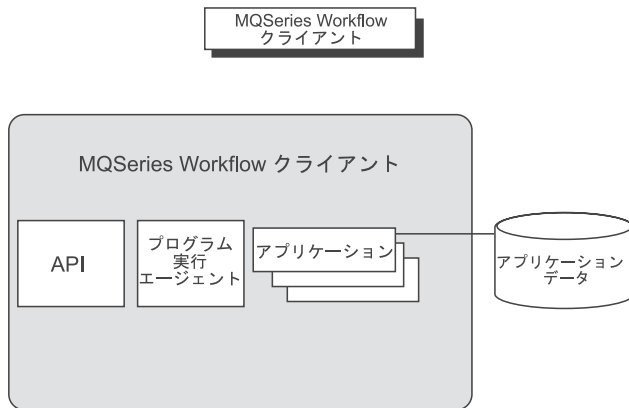 MQSeries Workflow
クライアント
MQSeries Workflow クライアント
API
プログラム
実行
エージェント
アプリケーション
アプリケーション
データ